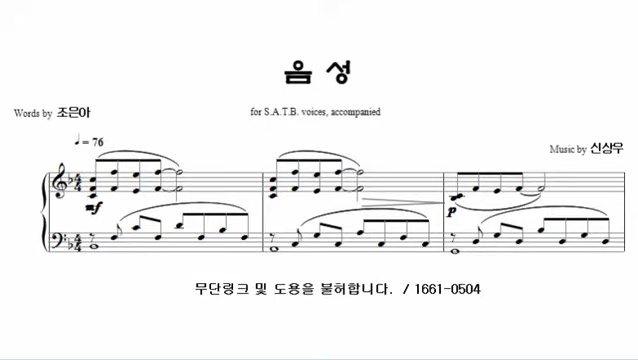 음 성
Words by 조은아
for S.A.T.B. voices, accompanied
♩= 76
Music by 신상우
mf
p
무단링크 및 도용을 불허합니다. / 1661-0504